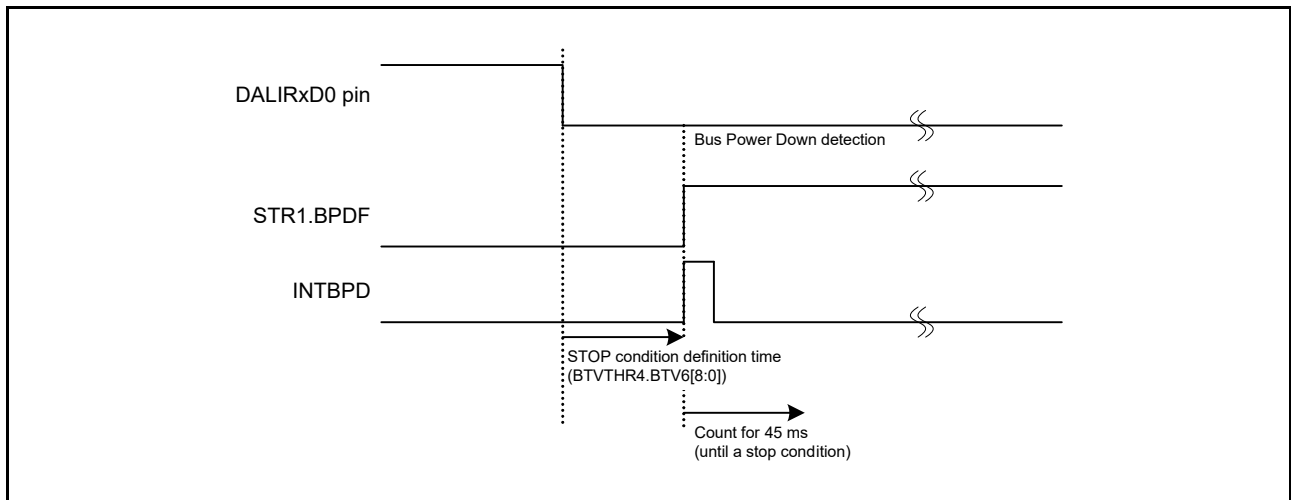 DALIRxD0 pin
Bus Power Down detection
STR1.BPDF
INTBPD
STOP condition definition time
(BTVTHR4.BTV6[8:0])
Count for 45 ms
(until a stop condition)